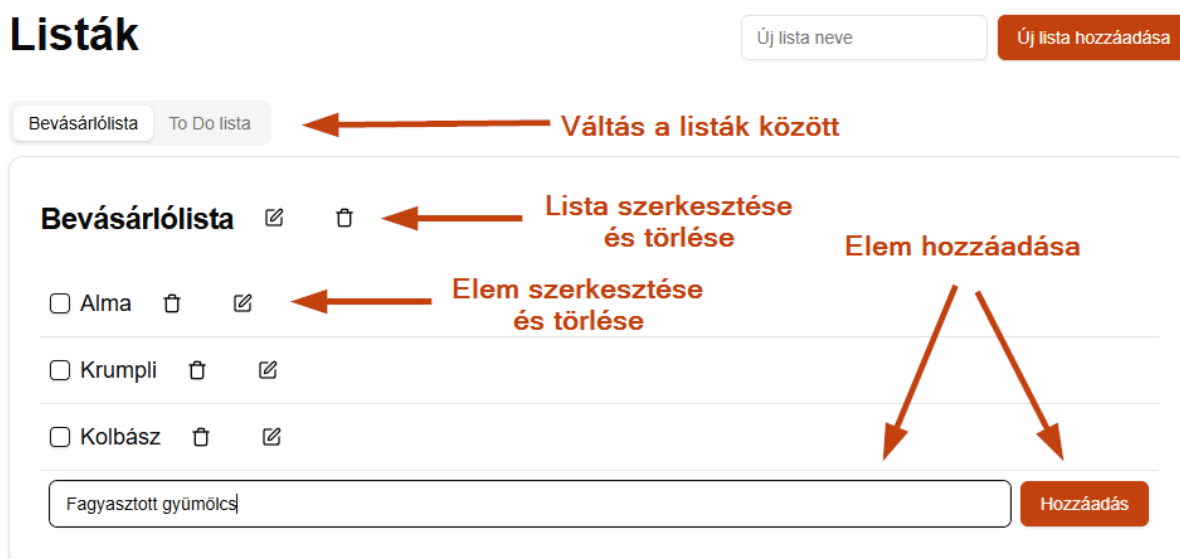 Listák
Új lista neve
Új lista hozzáadása
Bevásárlólista
To Do lista
Váltás a listák között
Bevásárlólista
Lista szerkesztése
és törlése
Elem hozzáadása
Alma
Elem szerkesztése
és törlése
Krumpli
Kolbász
Fagyasztott gyümölcs
Hozzáadás